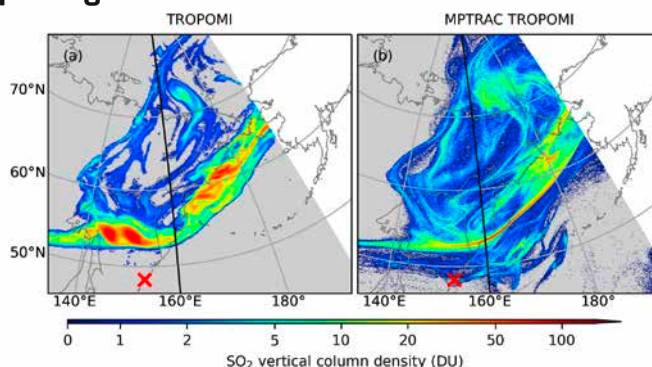 TROPOMI
MPTRAC TROPOMI
(a)
(b)
70°N
60°N
50°N
140°E
160°E
180°
140°E
160°E
180°
0 1 2 5 10 20 50 100
SO₂ vertical column density (DU)